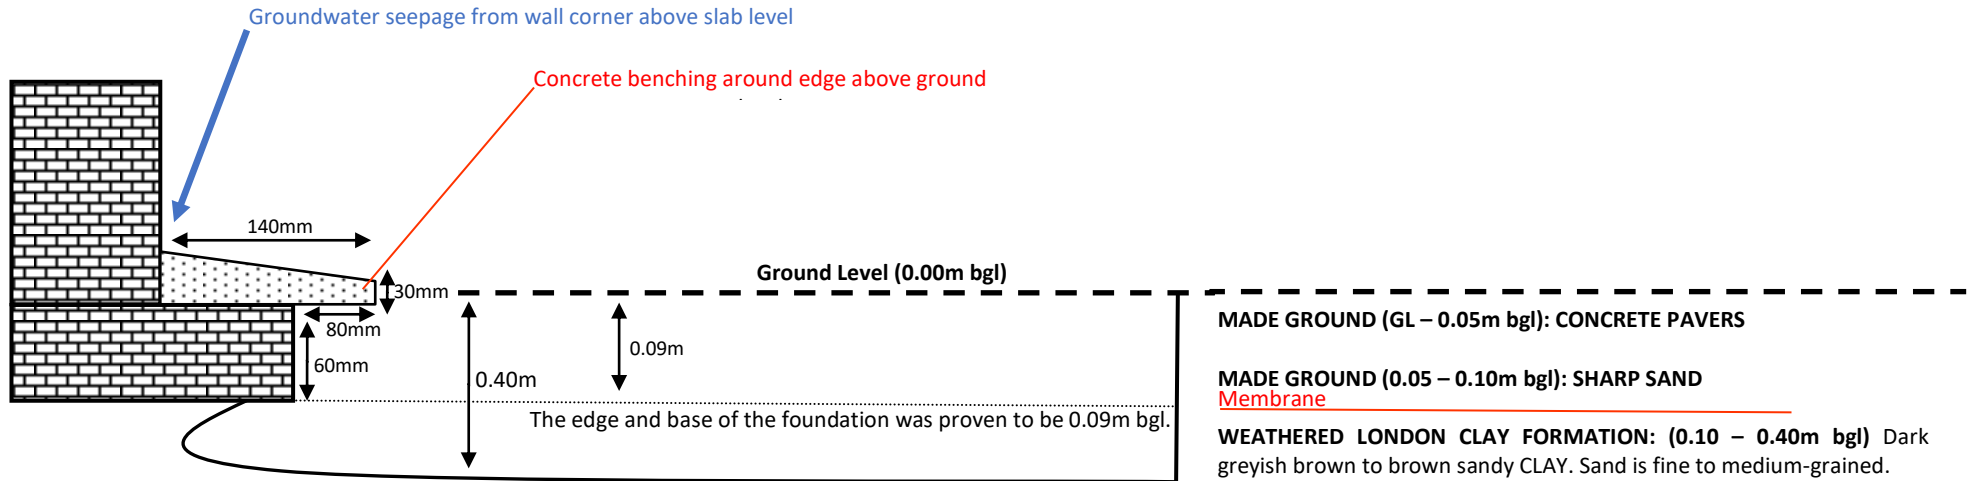 Groundwater seepage from wall corner above slab level
Concrete benching around edge above ground
140mm
Ground Level (0.00m bgl)
30mm
80mm
60mm
0.40m
0.09m
The edge and base of the foundation was proven to be 0.09m bgl.
MADE GROUND (GL – 0.05m bgl): CONCRETE PAVERS
MADE GROUND (0.05 – 0.10m bgl): SHARP SAND
Membrane
WEATHERED LONDON CLAY FORMATION: (0.10 – 0.40m bgl) Dark
greyish brown to brown sandy CLAY. Sand is fine to medium-grained.